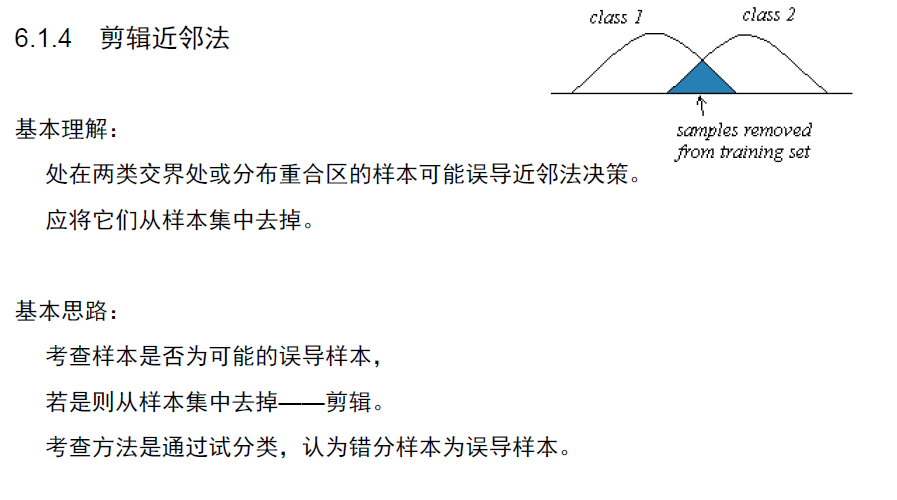 6.1.4 剪辑近邻法
class 1
class 2
samples removed
from training set
基本理解：
处在两类交界处或分布重合区的样本可能误导近邻法决策。
应将它们从样本集中去掉。
基本思路：
考查样本是否为可能的误导样本，
若是则从样本集中去掉——剪辑。
考查方法是通过试分类，认为错分样本为误导样本。